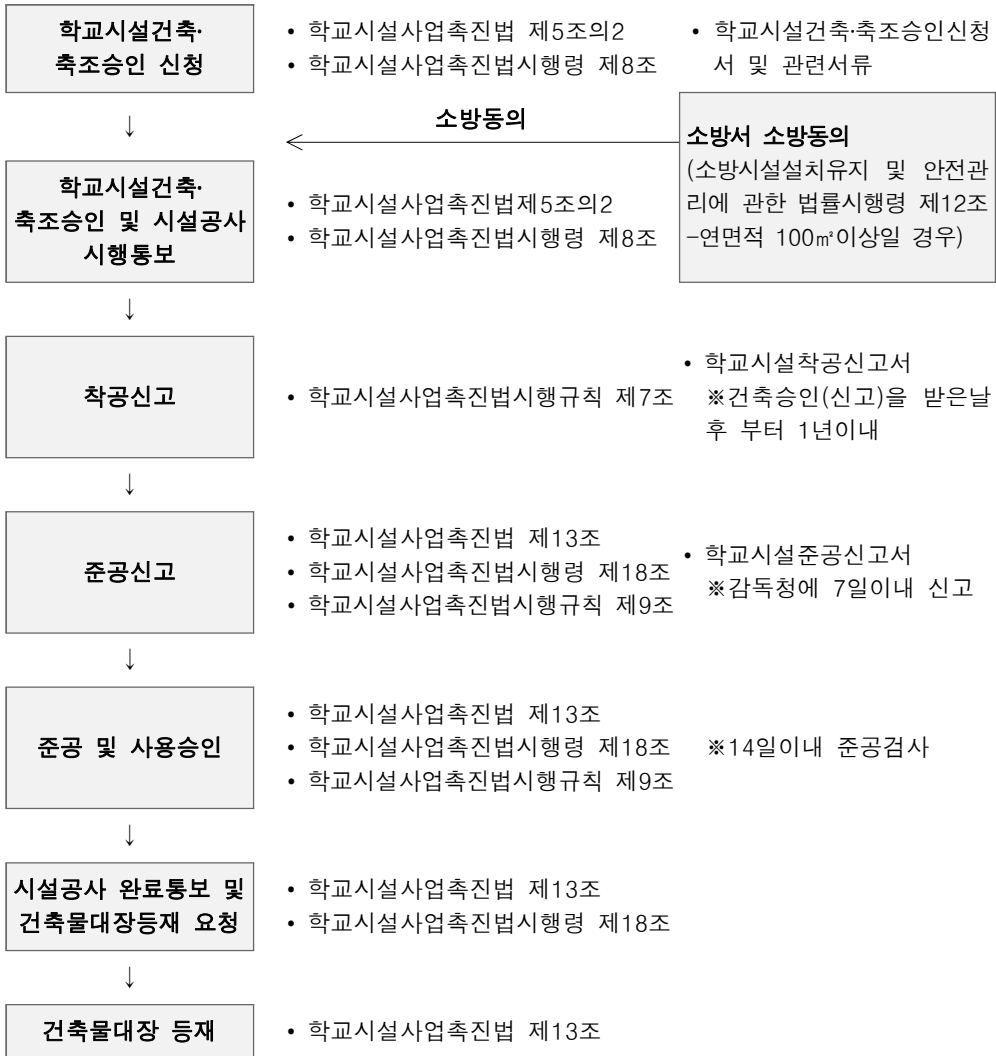 학교시설건축·
축조승인 신청
• 학교시설사업촉진법 제5조의2
• 학교시설사업촉진법시행령 제8조
• 학교시설건축·축조승인신청
서 및 관련서류
↓
소방동의
소방서 소방동의
(소방시설설치유지 및 안전관
리에 관한 법률시행령 제12조
-연면적 100㎡이상일 경우)
학교시설건축·
축조승인 및 시설공사
시행통보
• 학교시설사업촉진법제5조의2
• 학교시설사업촉진법시행령 제8조
↓
착공신고
• 학교시설사업촉진법시행규칙 제7조
• 학교시설착공신고서
※건축승인(신고)을 받은날
후 부터 1년이내
↓
준공신고
• 학교시설사업촉진법 제13조
• 학교시설사업촉진법시행령 제18조
• 학교시설사업촉진법시행규칙 제9조
• 학교시설준공신고서
※감독청에 7일이내 신고
↓
준공 및 사용승인
• 학교시설사업촉진법 제13조
• 학교시설사업촉진법시행령 제18조
• 학교시설사업촉진법시행규칙 제9조
※14일이내 준공검사
↓
시설공사 완료통보 및
건축물대장등재 요청
• 학교시설사업촉진법 제13조
• 학교시설사업촉진법시행령 제18조
↓
건축물대장 등재
• 학교시설사업촉진법 제13조